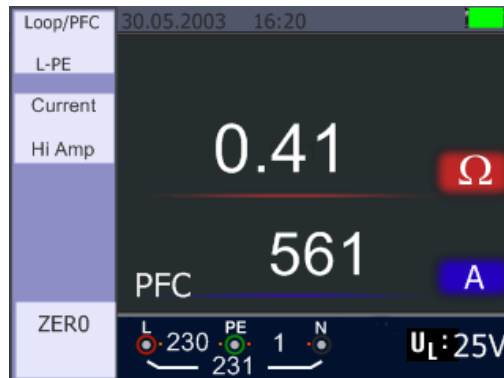 Loop/PFC
L-PE
Current
Hi Amp
ZERO
30.05.2003 16:20
0.41 Ω
PFC 561 A
L PE N
230 1
231
UL:25V